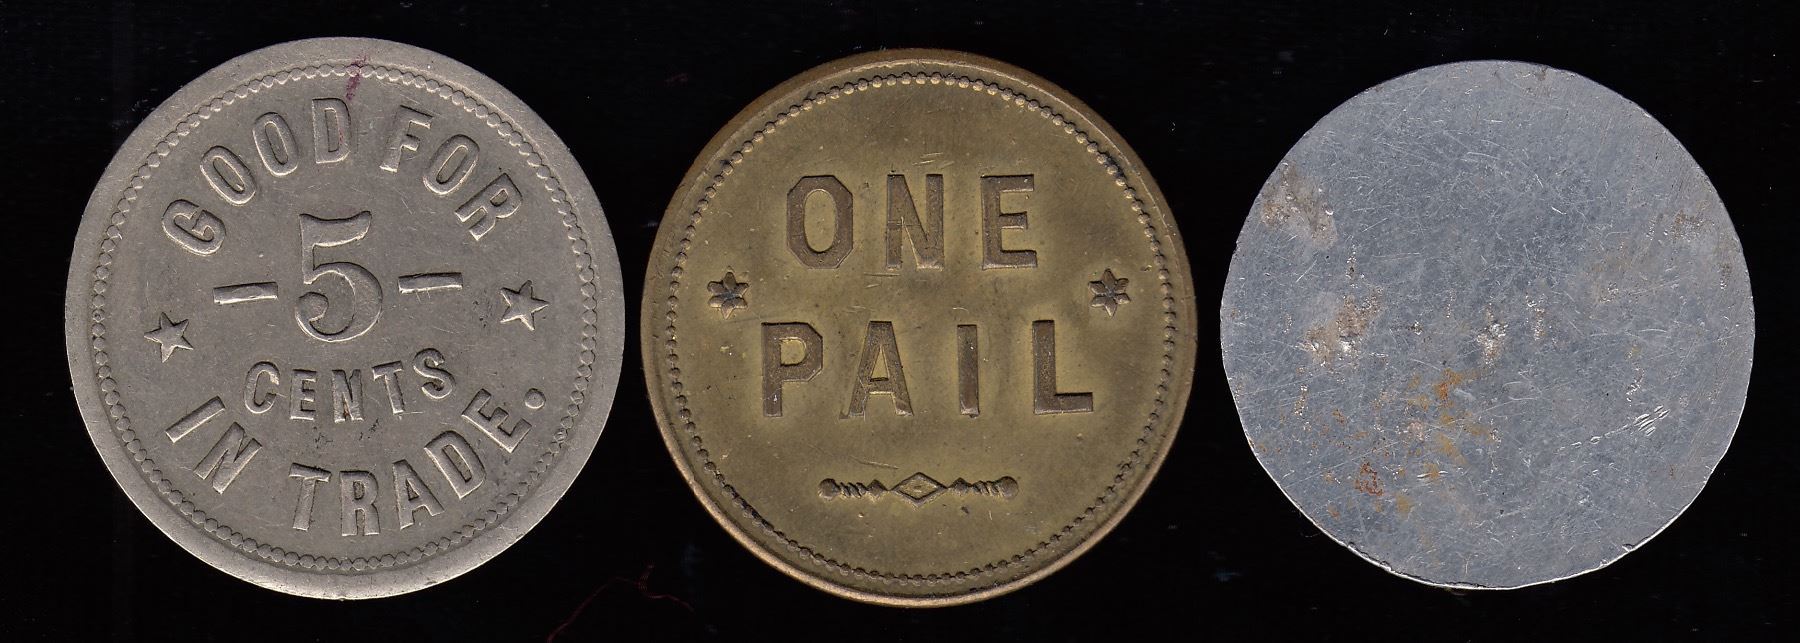 GOOD FOR
- 5 -
CENTS
IN TRADE.
ONE
PAIL